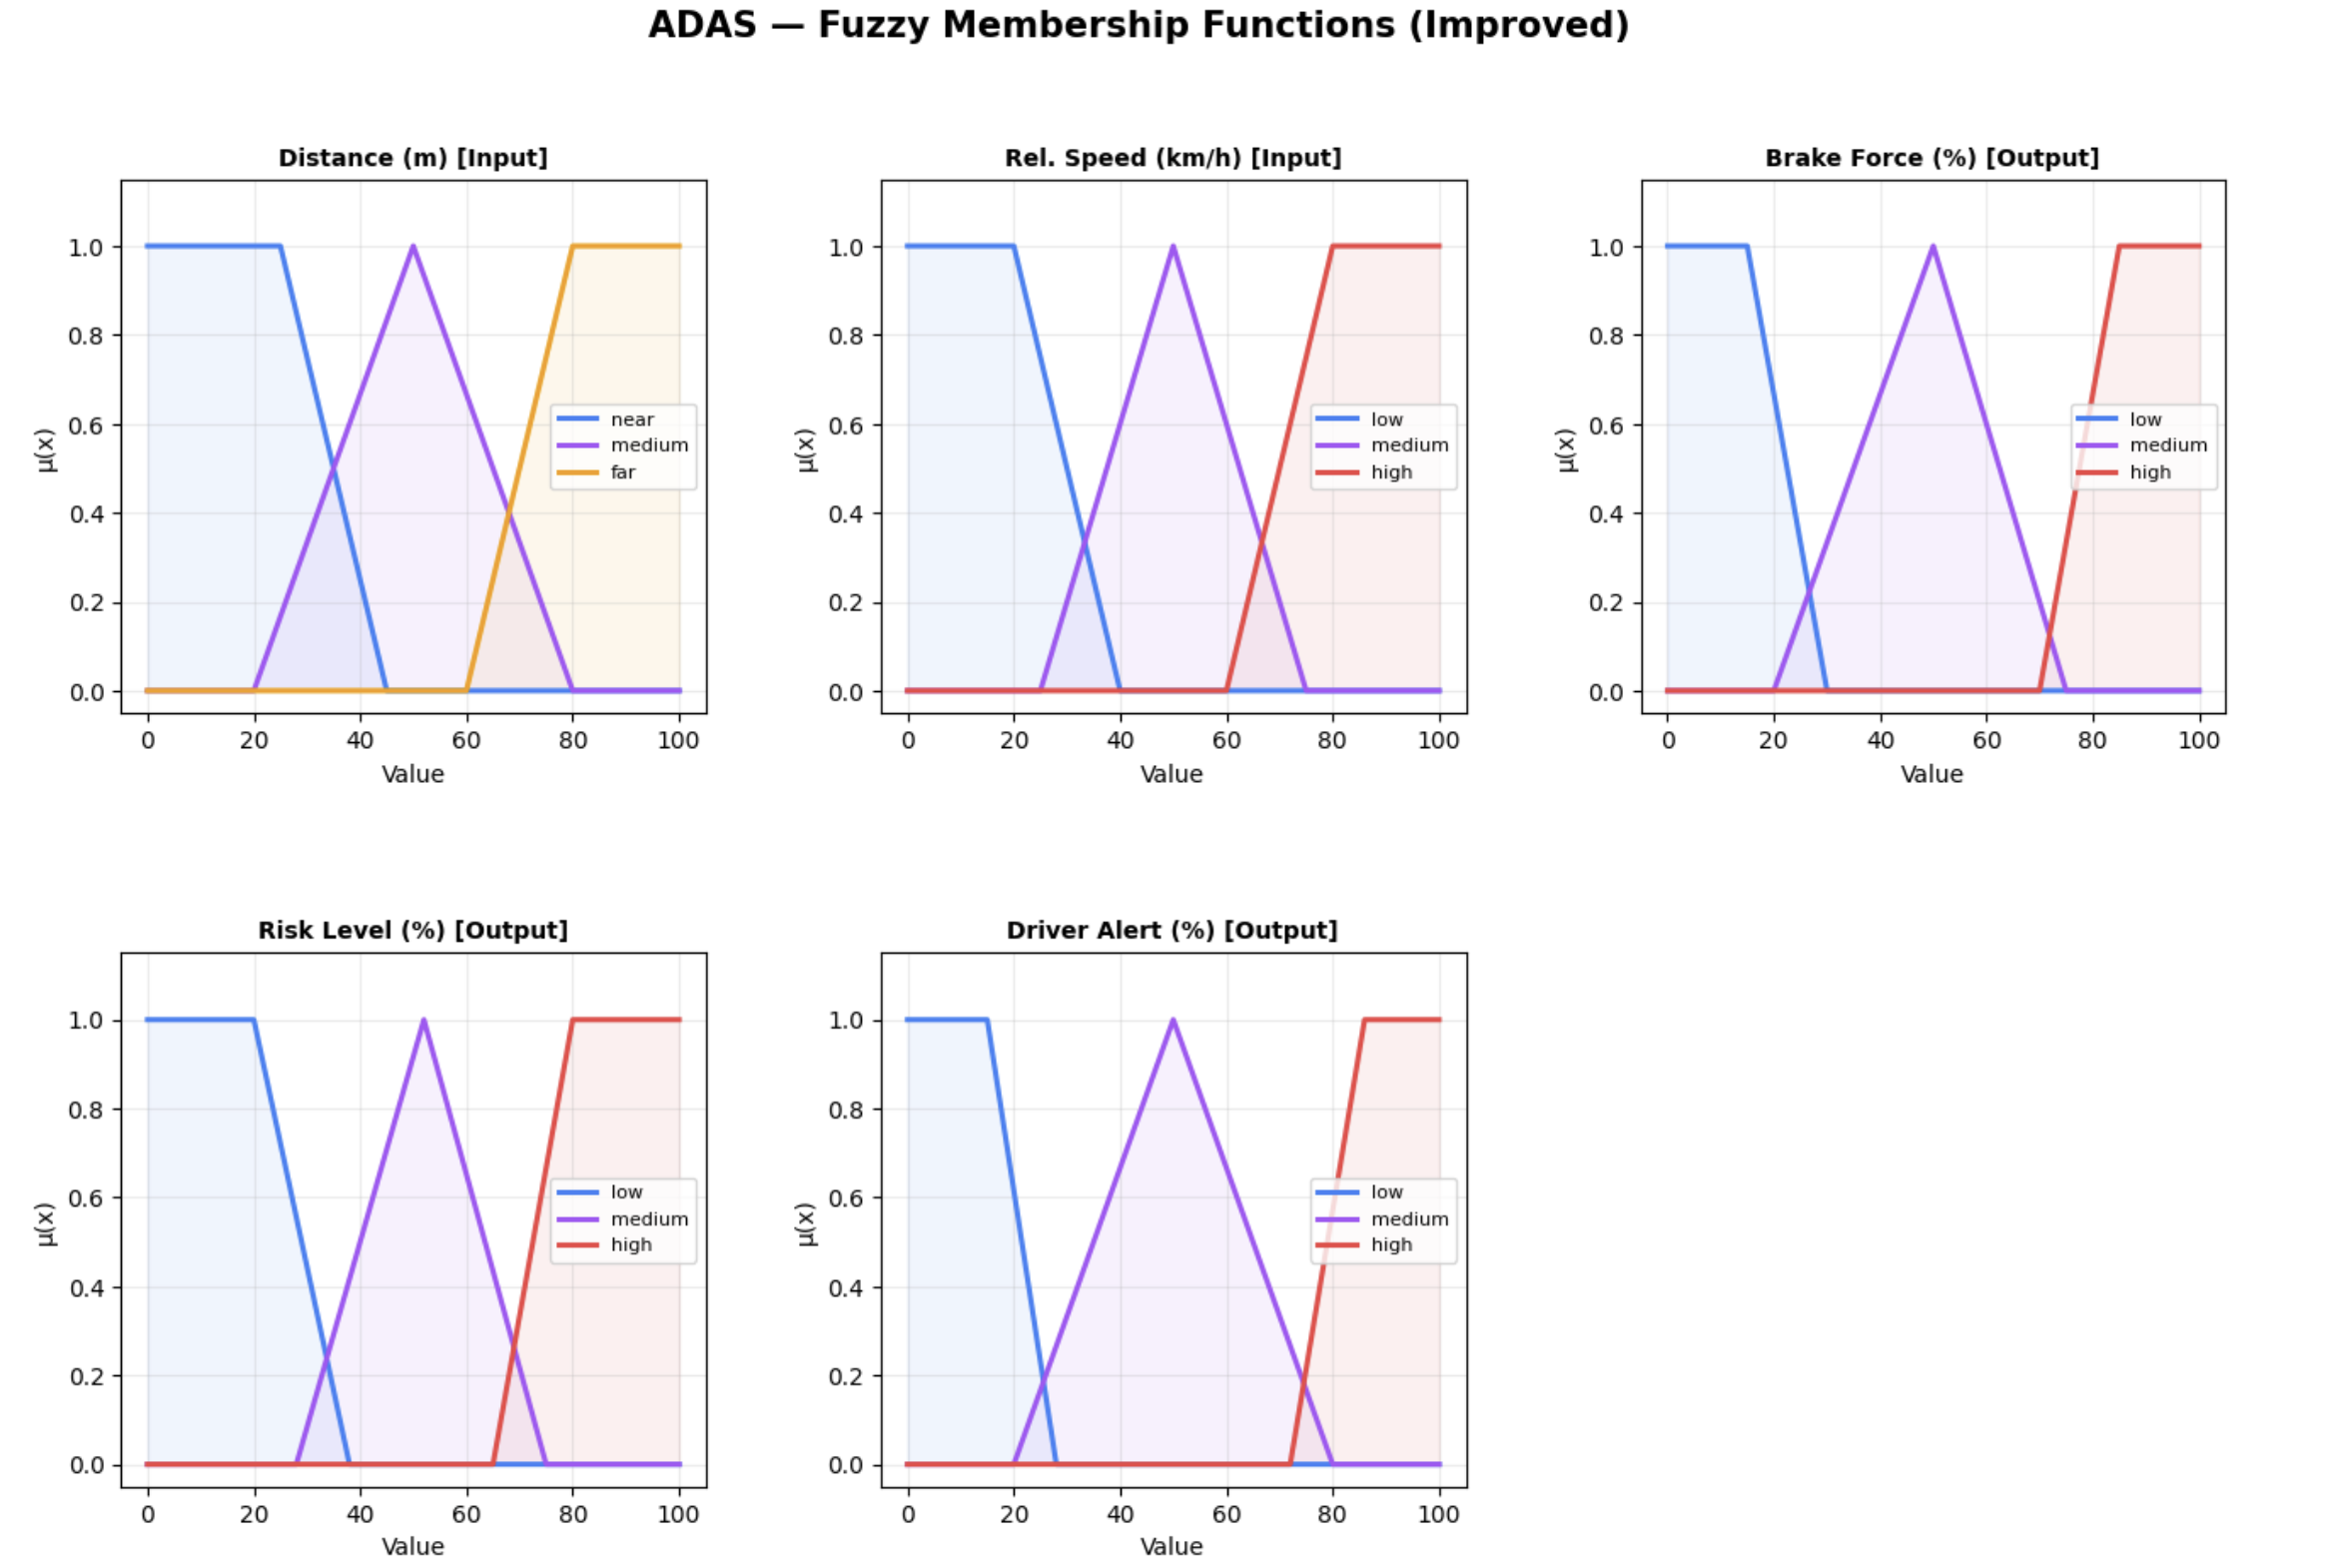 ADAS — Fuzzy Membership Functions (Improved)
Distance (m) [Input]
μ(x)
1.0
0.8
0.6
0.4
0.2
0.0
0 20 40 60 80 100
Value
near
medium
far
Rel. Speed (km/h) [Input]
μ(x)
1.0
0.8
0.6
0.4
0.2
0.0
0 20 40 60 80 100
Value
low
medium
high
Brake Force (%) [Output]
μ(x)
1.0
0.8
0.6
0.4
0.2
0.0
0 20 40 60 80 100
Value
low
medium
high
Risk Level (%) [Output]
μ(x)
1.0
0.8
0.6
0.4
0.2
0.0
0 20 40 60 80 100
Value
low
medium
high
Driver Alert (%) [Output]
μ(x)
1.0
0.8
0.6
0.4
0.2
0.0
0 20 40 60 80 100
Value
low
medium
high